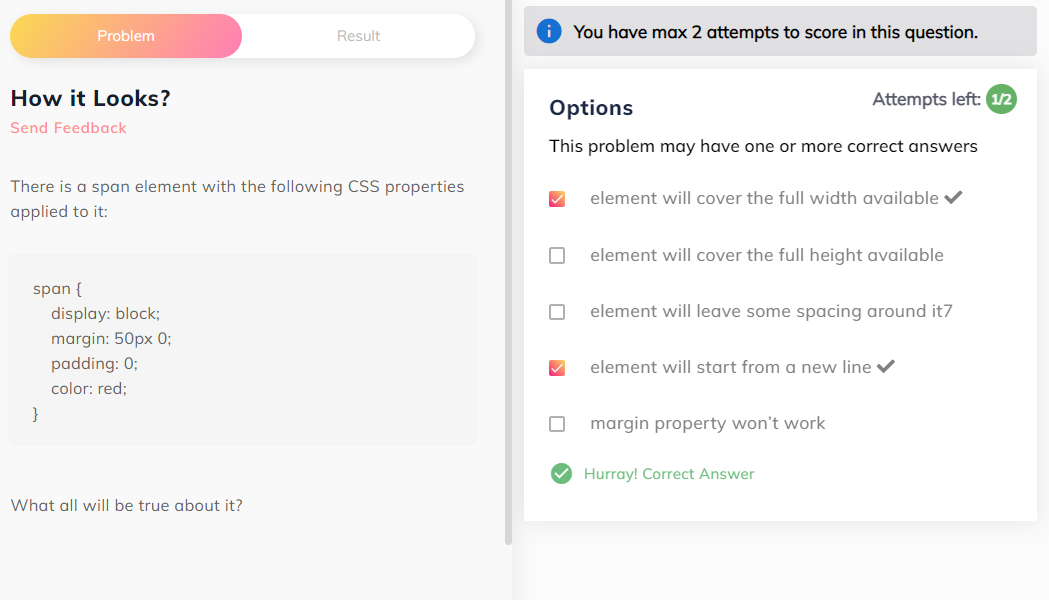 Problem
Result
How it Looks?
Send Feedback
There is a span element with the following CSS properties
applied to it:
span {
display: block;
margin: 50px 0;
padding: 0;
color: red;
}
What all will be true about it?
You have max 2 attempts to score in this question.
Options
Attempts left: 1/2
This problem may have one or more correct answers
element will cover the full width available
element will cover the full height available
element will leave some spacing around it7
element will start from a new line
margin property won't work
Hurray! Correct Answer